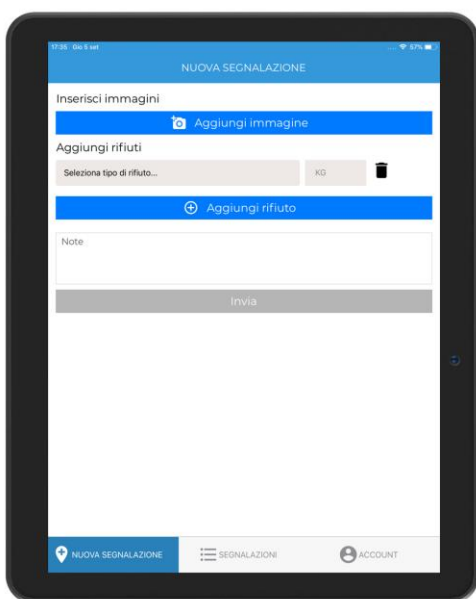 17:35 Gio 5 set 57%
NUOVA SEGNALAZIONE
Inserisci immagini
Aggiungi immagine
Aggiungi rifiuti
Seleziona tipo di rifiuto... KG
Aggiungi rifiuto
Note
Invia
NUOVA SEGNALAZIONE SEGNALAZIONI ACCOUNT